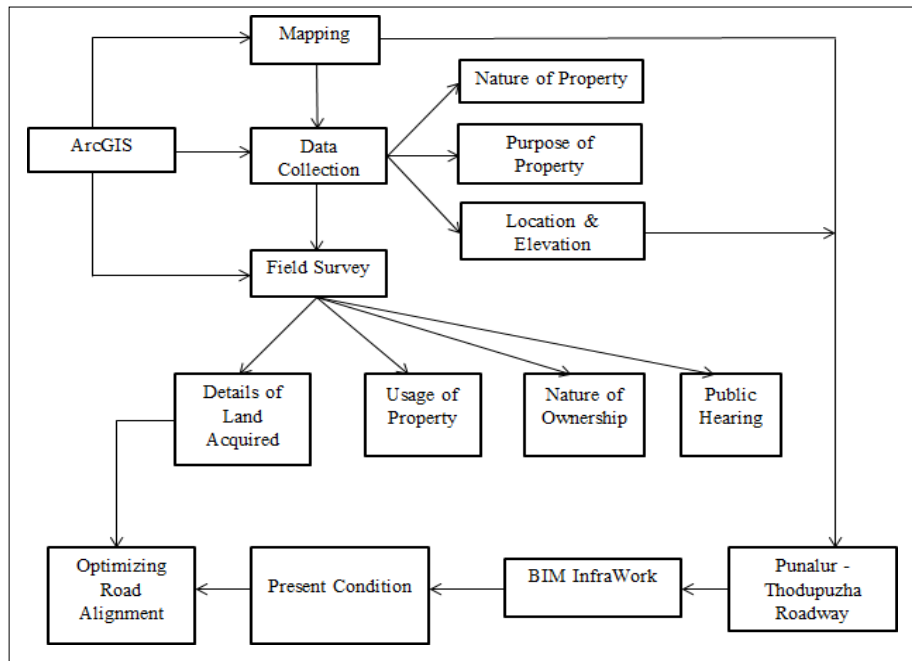 Mapping
Nature of Property
ArcGIS
Data
Collection
Purpose of
Property
Location &
Elevation
Field Survey
Details of
Land
Acquired
Usage of
Property
Nature of
Ownership
Public
Hearing
Optimizing
Road
Alignment
Present Condition
BIM InfraWork
Punalur -
Thodupuzha
Roadway